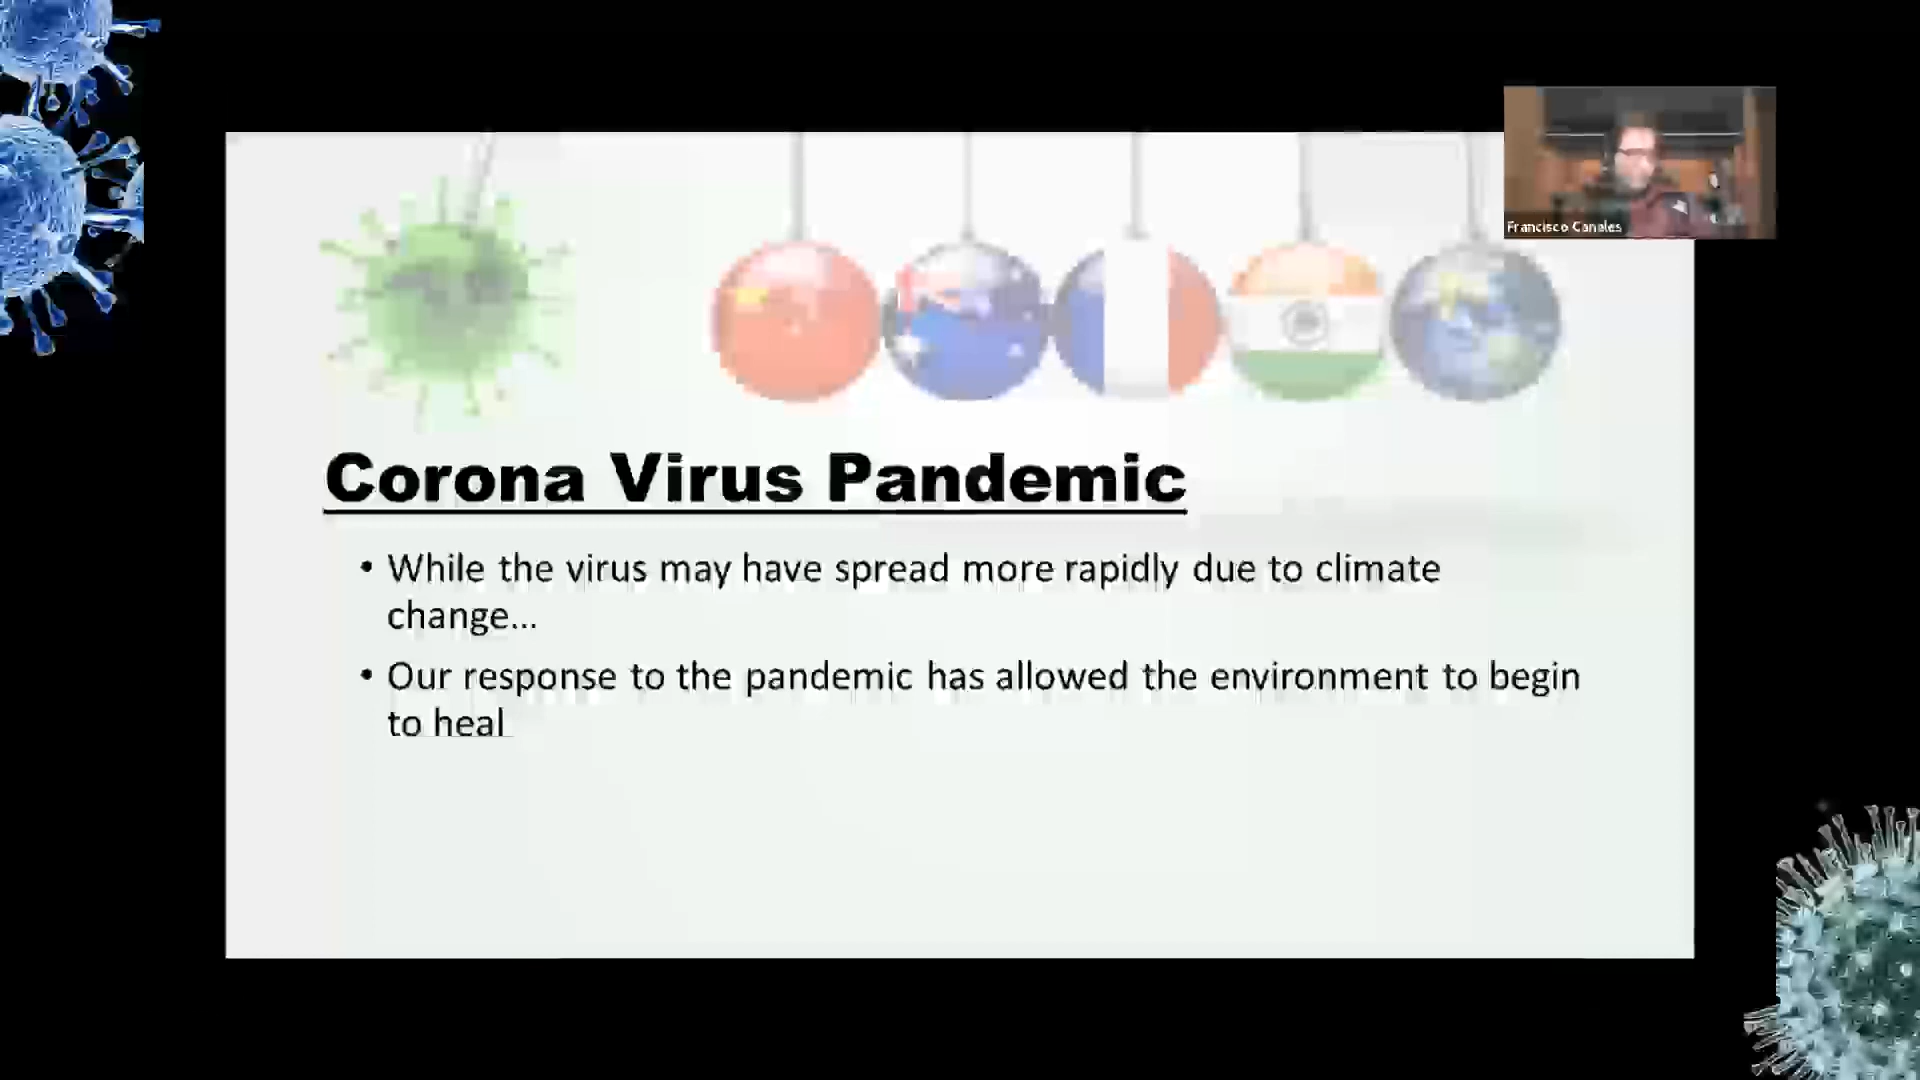 Francisco Canales
Corona Virus Pandemic
• While the virus may have spread more rapidly due to climate
change...
• Our response to the pandemic has allowed the environment to begin
to heal